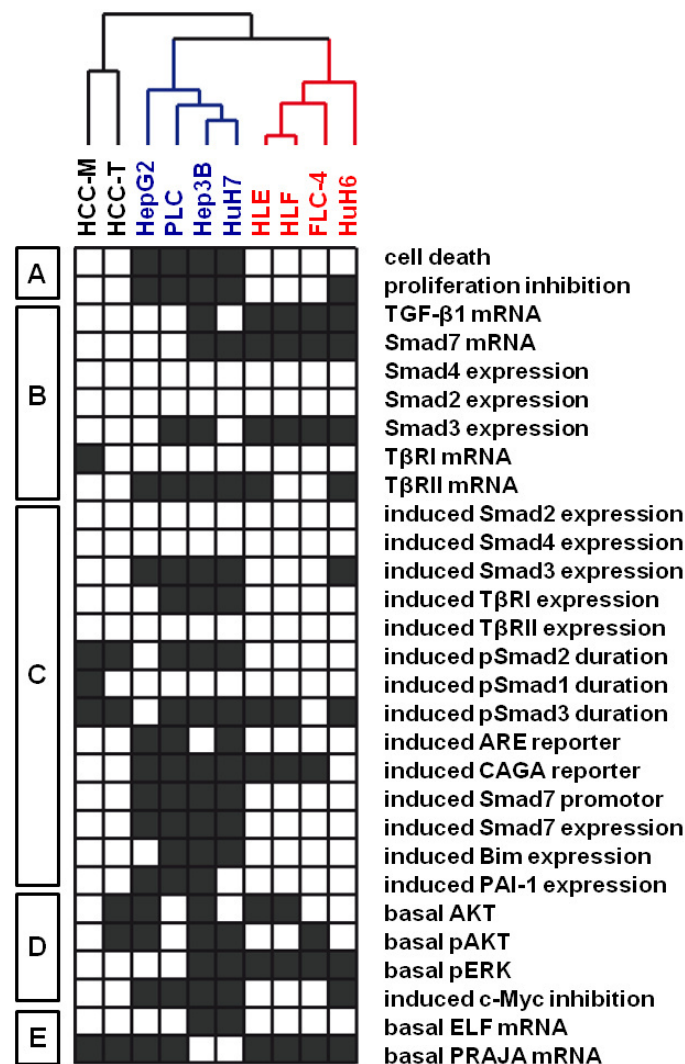 HCC-M
HCC-T
HepG2
PLC
Hep3B
HuH7
HLE
HLF
FLC-4
HuH6
A
cell death
proliferation inhibition
B
TGF-β1 mRNA
Smad7 mRNA
Smad4 expression
Smad2 expression
Smad3 expression
TβRI mRNA
TβRII mRNA
C
induced Smad2 expression
induced Smad4 expression
induced Smad3 expression
induced TβRI expression
induced TβRII expression
induced pSmad2 duration
induced pSmad1 duration
induced pSmad3 duration
induced ARE reporter
induced CAGA reporter
induced Smad7 promotor
induced Smad7 expression
induced Bim expression
induced PAI-1 expression
D
basal AKT
basal pAKT
basal pERK
induced c-Myc inhibition
E
basal ELF mRNA
basal PRAJA mRNA